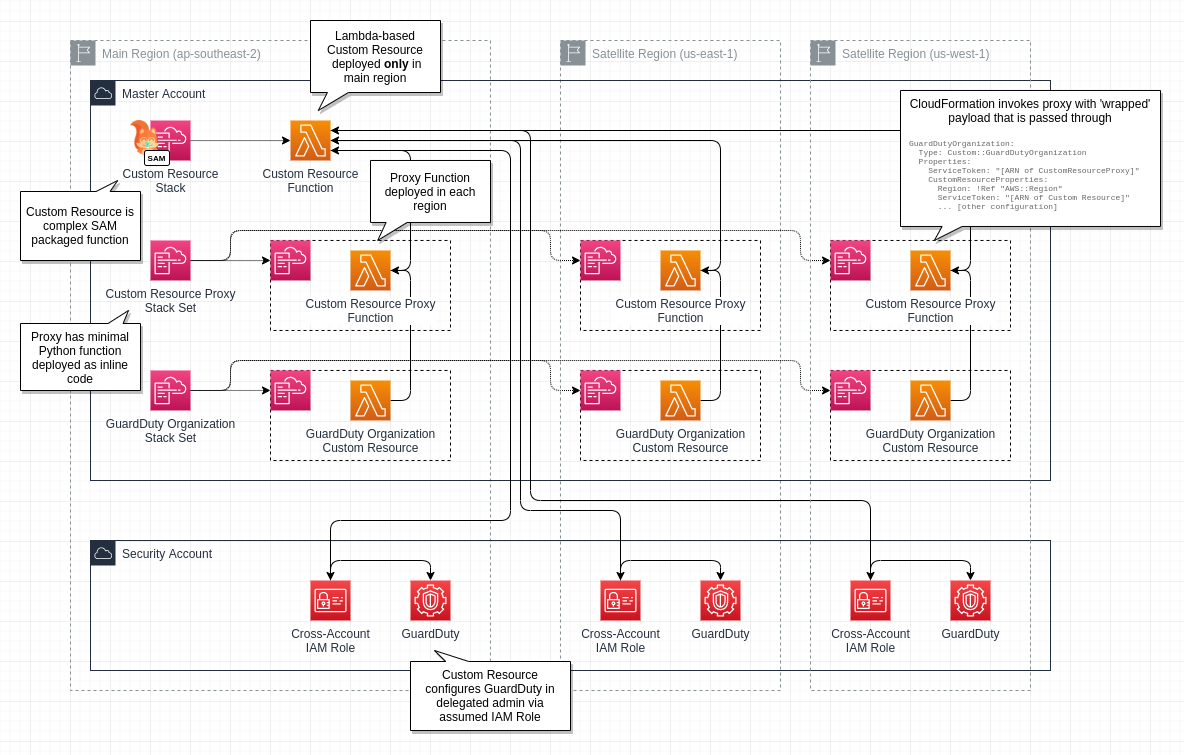 Lambda-based
Custom Resource
deployed only in
main region
Main Region (ap-southeast-2)
Satellite Region (us-east-1)
Satellite Region (us-west-1)
Master Account
CloudFormation invokes proxy with 'wrapped'
payload that is passed through
GuardDutyOrganization:
  Type: Custom::GuardDutyOrganization
  Properties:
    ServiceToken: "[ARN of CustomResourceProxy]"
    CustomResourceProperties:
      Region: !Ref "AWS::Region"
      ServiceToken: "[ARN of Custom Resource]"
      ... [other configuration]
SAM
Custom Resource
Stack
Custom Resource
Function
Proxy Function
deployed in each
region
Custom Resource is
complex SAM
packaged function
Custom Resource Proxy
Stack Set
Custom Resource Proxy
Function
Custom Resource Proxy
Function
Custom Resource Proxy
Function
Proxy has minimal
Python function
deployed as inline
code
GuardDuty Organization
Stack Set
GuardDuty Organization
Custom Resource
GuardDuty Organization
Custom Resource
GuardDuty Organization
Custom Resource
Security Account
Cross-Account
IAM Role
GuardDuty
Cross-Account
IAM Role
GuardDuty
Cross-Account
IAM Role
GuardDuty
Custom Resource
configures GuardDuty in
delegated admin via
assumed IAM Role